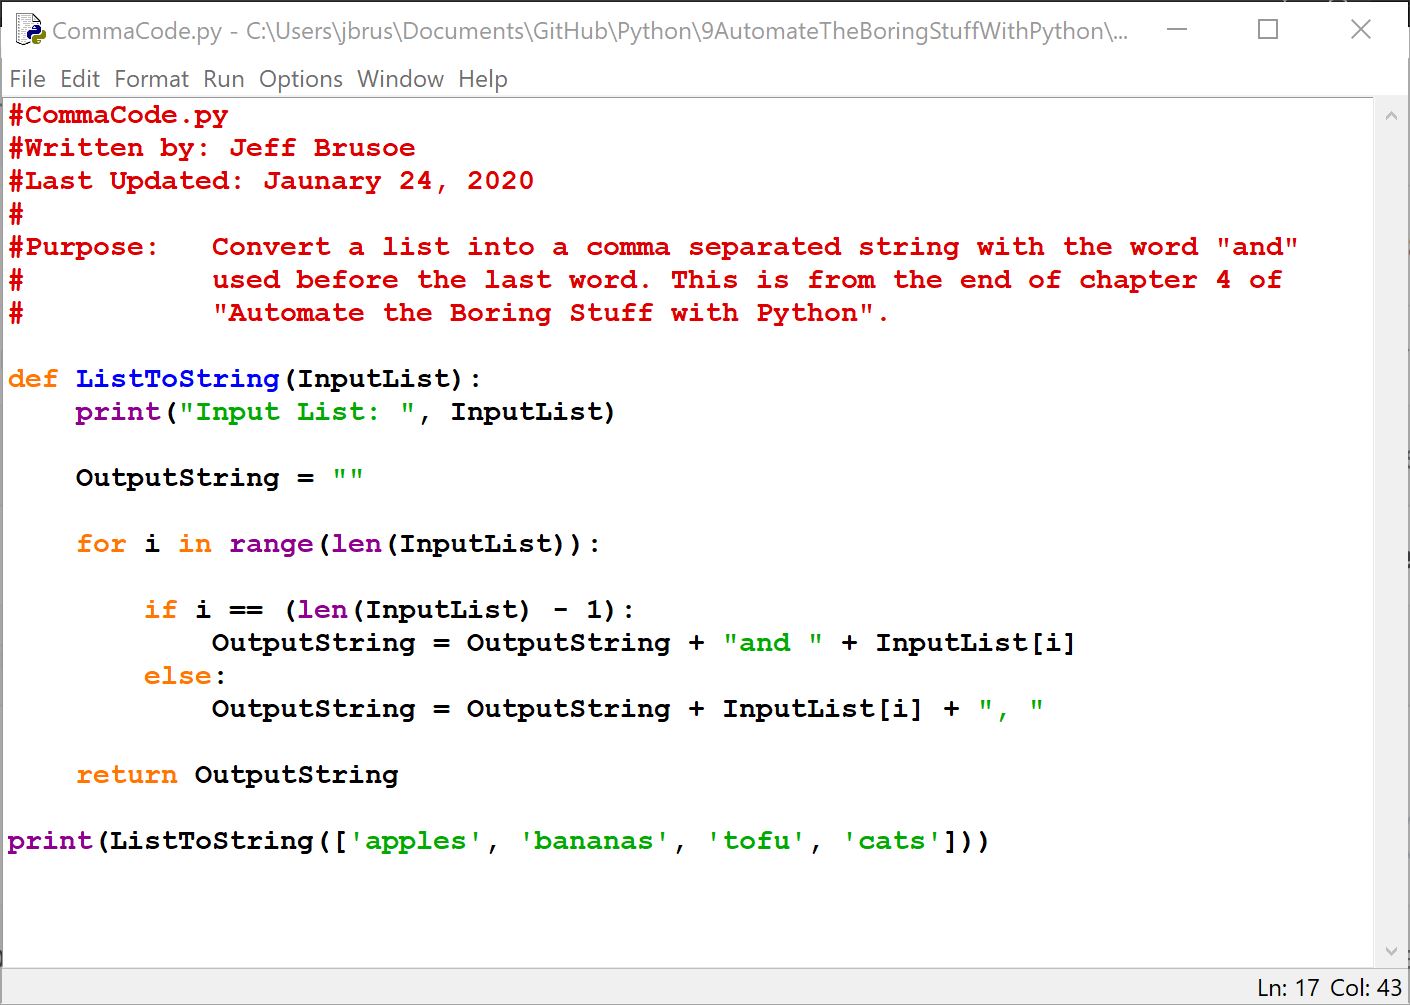 CommaCode.py - C:\Users\jbrus\Documents\GitHub\Python\9AutomateTheBoringStuffWithPython\...
File Edit Format Run Options Window Help
#CommaCode.py
#Written by: Jeff Brusoe
#Last Updated: Jaunary 24, 2020
#
#Purpose:   Convert a list into a comma separated string with the word "and"
#           used before the last word. This is from the end of chapter 4 of
#           "Automate the Boring Stuff with Python".
def ListToString(InputList):
    print("Input List: ", InputList)
    OutputString = ""
    for i in range(len(InputList)):
        if i == (len(InputList) - 1):
            OutputString = OutputString + "and " + InputList[i]
        else:
            OutputString = OutputString + InputList[i] + ", "
    return OutputString
print(ListToString(['apples', 'bananas', 'tofu', 'cats']))
Ln: 17 Col: 43